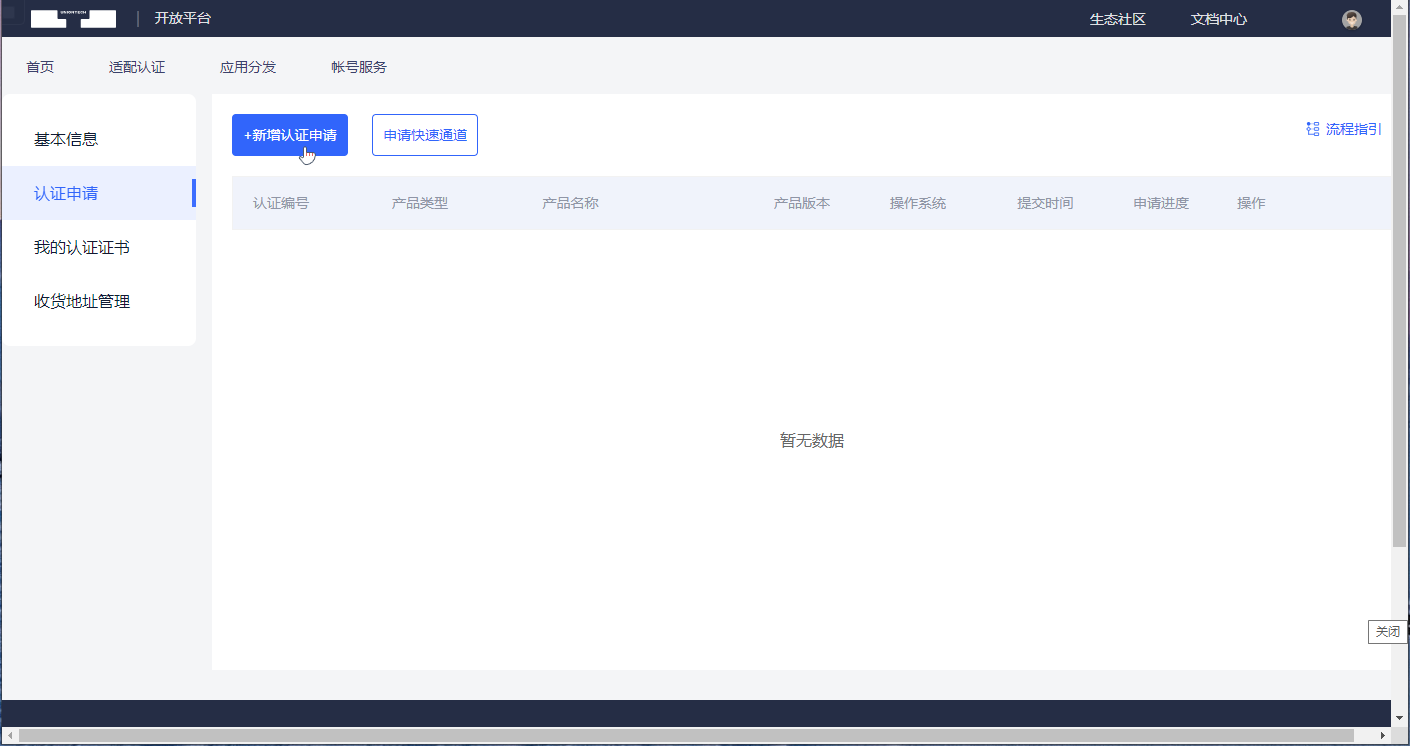 UNIONTECH 开放平台 生态社区 文档中心
首页 适配认证 应用分发 帐号服务
基本信息
认证申请
我的认证证书
收货地址管理
+新增认证申请 申请快速通道 流程指引
认证编号 产品类型 产品名称 产品版本 操作系统 提交时间 申请进度 操作
暂无数据
关闭